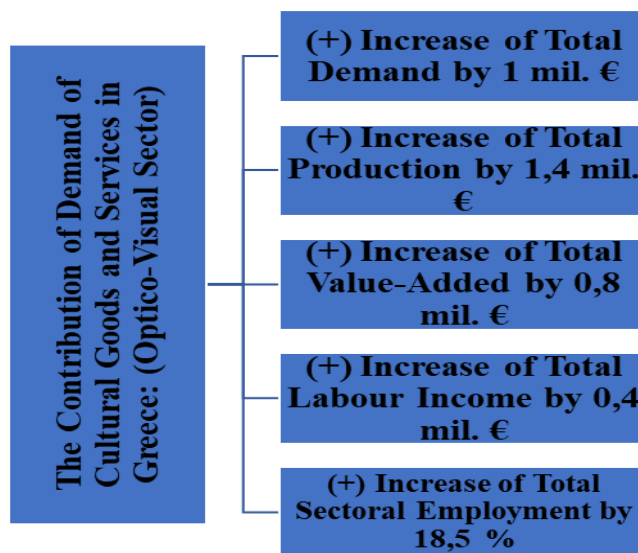 The Contribution of Demand of
Cultural Goods and Services in
Greece: (Optico-Visual Sector)
(+) Increase of Total
Demand by 1 mil. €
(+) Increase of Total
Production by 1,4 mil.
€
(+) Increase of Total
Value-Added by 0,8
mil. €
(+) Increase of Total
Labour Income by 0,4
mil. €
(+) Increase of Total
Sectoral Employment by
18,5 %